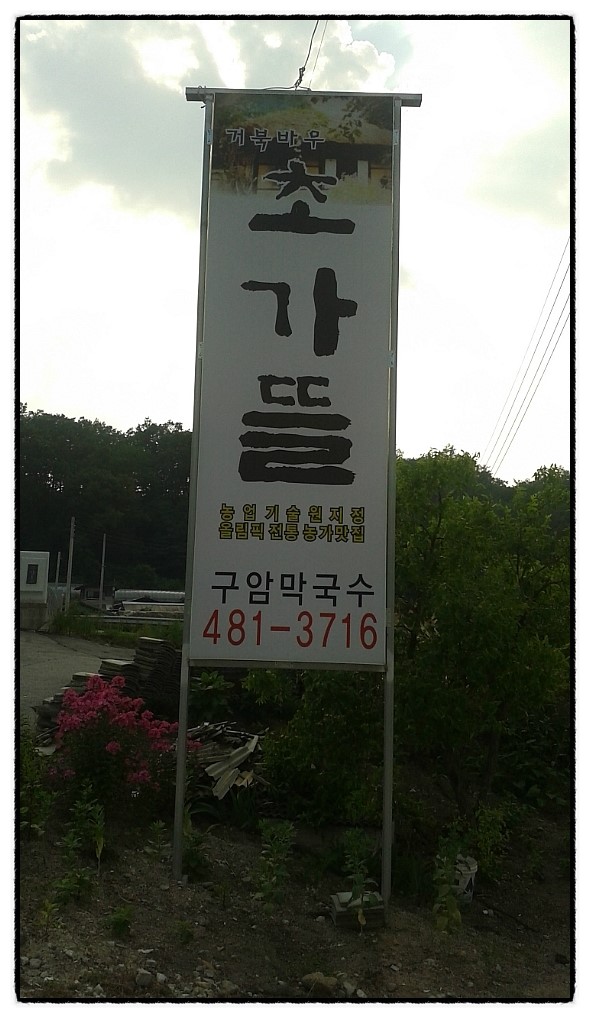 거북바우
초가뜰
농업기술원지정
올림픽전통농가맛집
구암막국수
481-3716